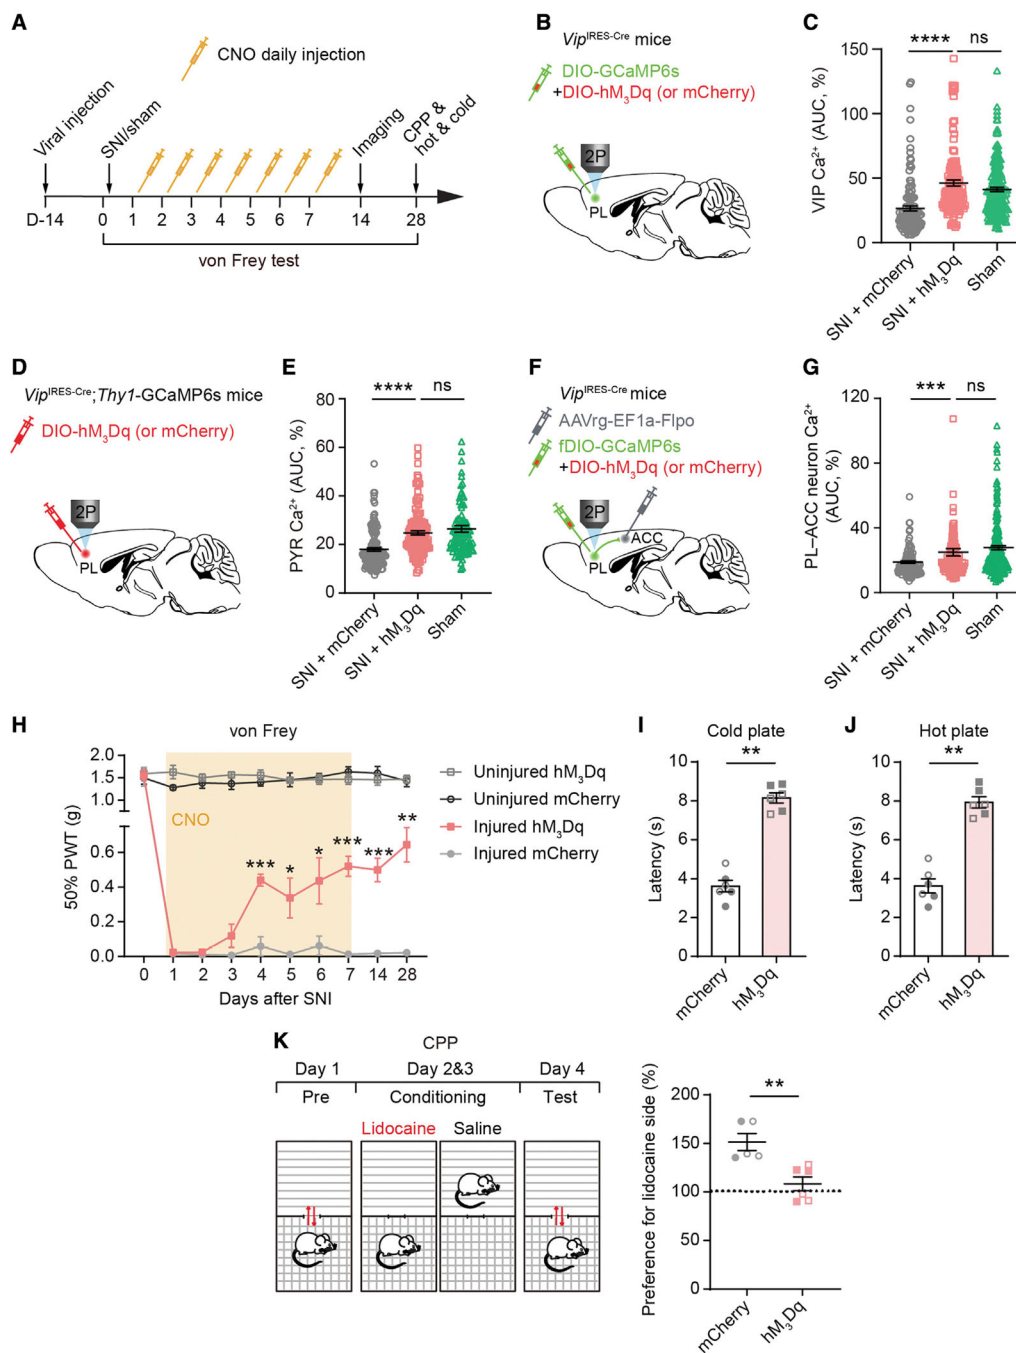 A
CNO daily injection
Viral injection
SNI/sham
Imaging
CPP &
hot & cold
D-14 0 1 2 3 4 5 6 7 14 28
von Frey test
B
Vip^IRES-Cre mice
DIO-GCaMP6s
+DIO-hM₃Dq (or mCherry)
2P
PL
C
**** ns
VIP Ca²⁺ (AUC, %)
150
100
50
0
SNI + mCherry
SNI + hM₃Dq
Sham
D
Vip^IRES-Cre;Thy1-GCaMP6s mice
DIO-hM₃Dq (or mCherry)
2P
PL
E
**** ns
PYR Ca²⁺ (AUC, %)
80
60
40
20
0
SNI + mCherry
SNI + hM₃Dq
Sham
F
Vip^IRES-Cre mice
AAVrg-EF1a-Flpo
fDIO-GCaMP6s
+DIO-hM₃Dq (or mCherry)
2P
ACC
PL
G
*** ns
PL–ACC neuron Ca²⁺
(AUC, %)
120
80
40
0
SNI + mCherry
SNI + hM₃Dq
Sham
H
von Frey
50% PWT (g)
2.0
1.5
1.0
0.6
0.4
0.2
0.0
CNO
*** * * *** *** **
0 1 2 3 4 5 6 7 14 28
Days after SNI
Uninjured hM₃Dq
Uninjured mCherry
Injured hM₃Dq
Injured mCherry
I
Cold plate
**
Latency (s)
10
8
6
4
2
0
mCherry
hM₃Dq
J
Hot plate
**
Latency (s)
10
8
6
4
2
0
mCherry
hM₃Dq
K
CPP
Day 1 Day 2&3 Day 4
Pre Conditioning Test
Lidocaine Saline
**
Preference for lidocaine side (%)
200
150
100
50
0
mCherry
hM₃Dq